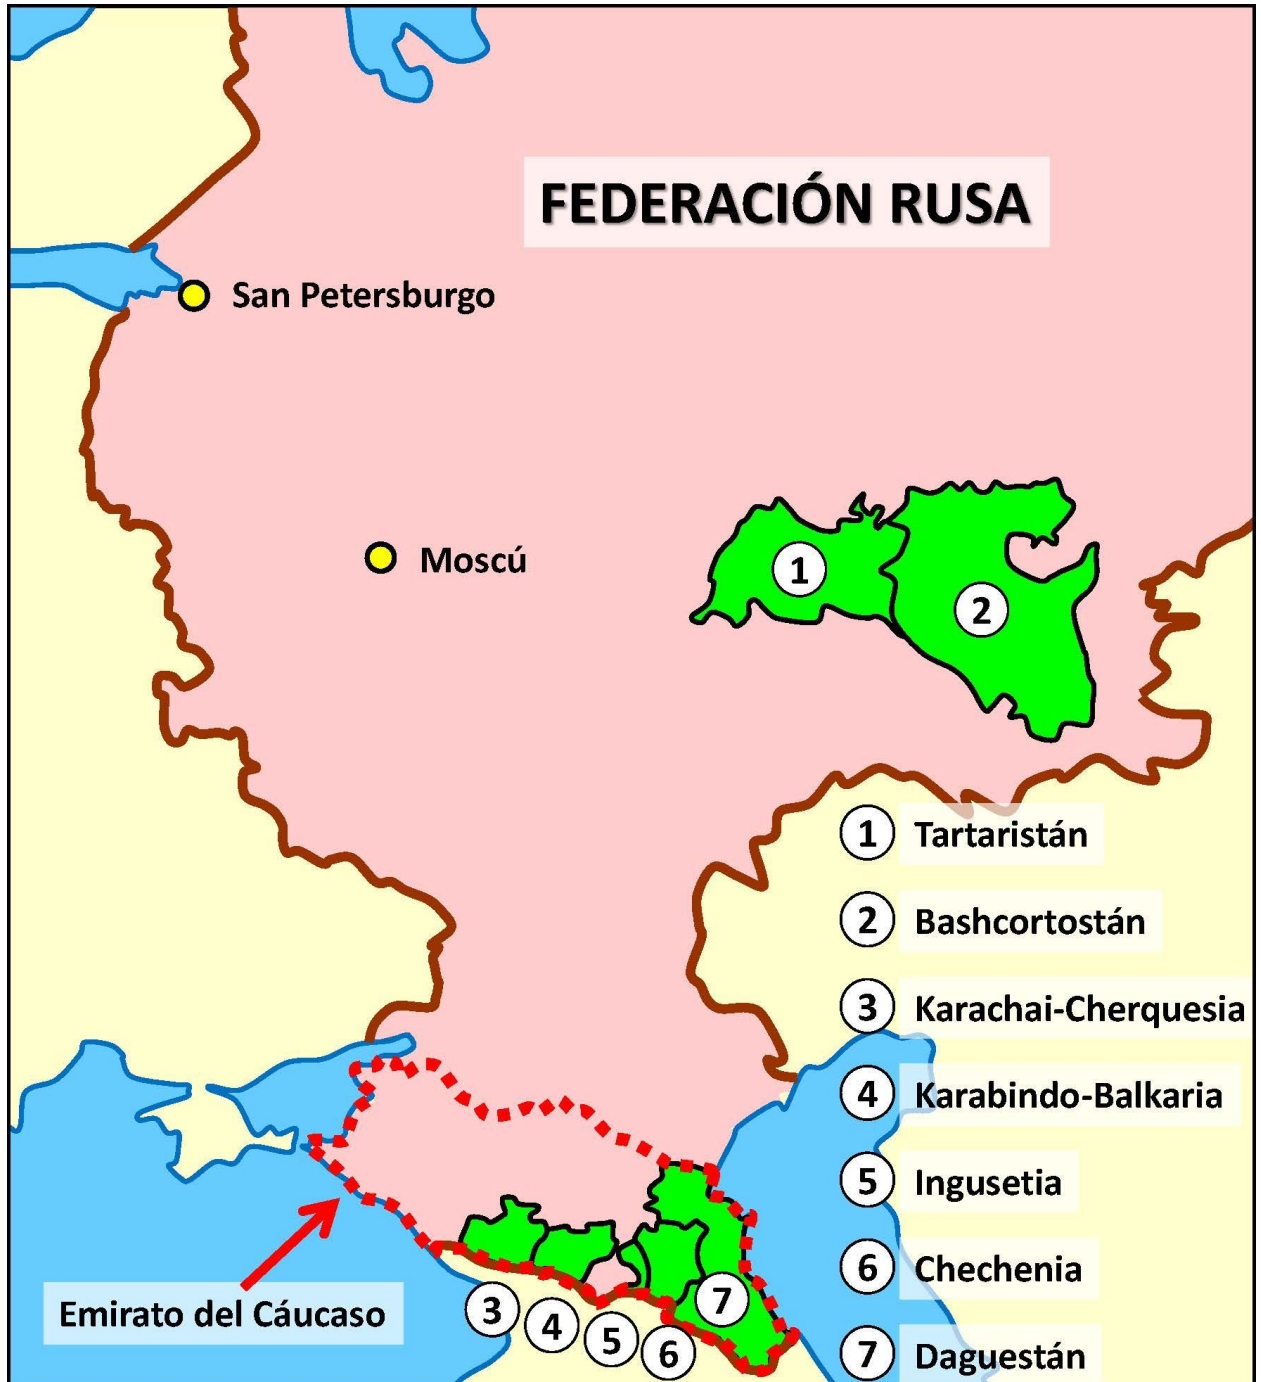 FEDERACIÓN RUSA
San Petersburgo
Moscú
1
2
1 Tartaristán
2 Bashcortostán
3 Karachai-Cherquesia
4 Karabindo-Balkaria
5 Ingusetia
6 Chechenia
7 Daguestán
Emirato del Cáucaso
3
4
5
6
7